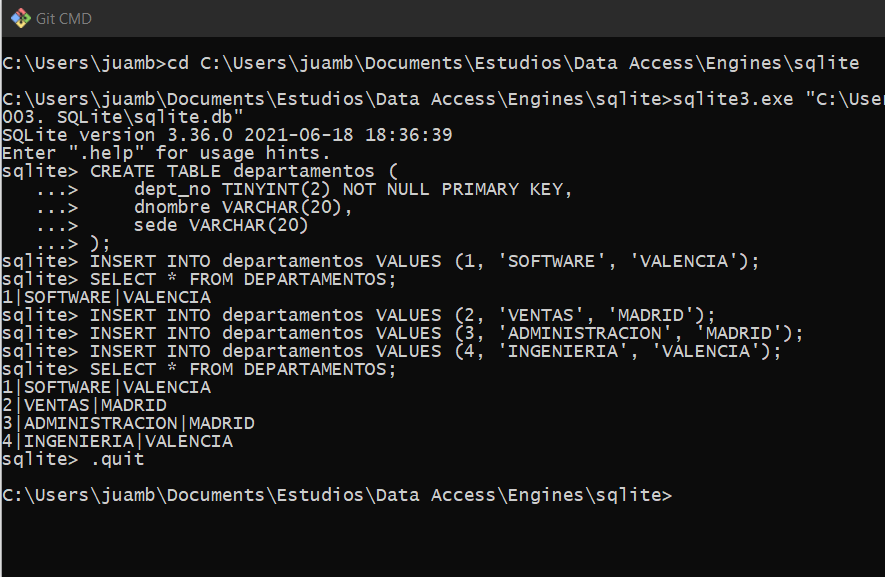 Git CMD
C:\Users\juamb>cd C:\Users\juamb\Documents\Estudios\Data Access\Engines\sqlite
C:\Users\juamb\Documents\Estudios\Data Access\Engines\sqlite>sqlite3.exe "C:\Use
003. SQLite\sqlite.db"
SQLite version 3.36.0 2021-06-18 18:36:39
Enter ".help" for usage hints.
sqlite> CREATE TABLE departamentos (
   ...>     dept_no TINYINT(2) NOT NULL PRIMARY KEY,
   ...>     dnombre VARCHAR(20),
   ...>     sede VARCHAR(20)
   ...> );
sqlite> INSERT INTO departamentos VALUES (1, 'SOFTWARE', 'VALENCIA');
sqlite> SELECT * FROM DEPARTAMENTOS;
1|SOFTWARE|VALENCIA
sqlite> INSERT INTO departamentos VALUES (2, 'VENTAS', 'MADRID');
sqlite> INSERT INTO departamentos VALUES (3, 'ADMINISTRACION', 'MADRID');
sqlite> INSERT INTO departamentos VALUES (4, 'INGENIERIA', 'VALENCIA');
sqlite> SELECT * FROM DEPARTAMENTOS;
1|SOFTWARE|VALENCIA
2|VENTAS|MADRID
3|ADMINISTRACION|MADRID
4|INGENIERIA|VALENCIA
sqlite> .quit
C:\Users\juamb\Documents\Estudios\Data Access\Engines\sqlite>